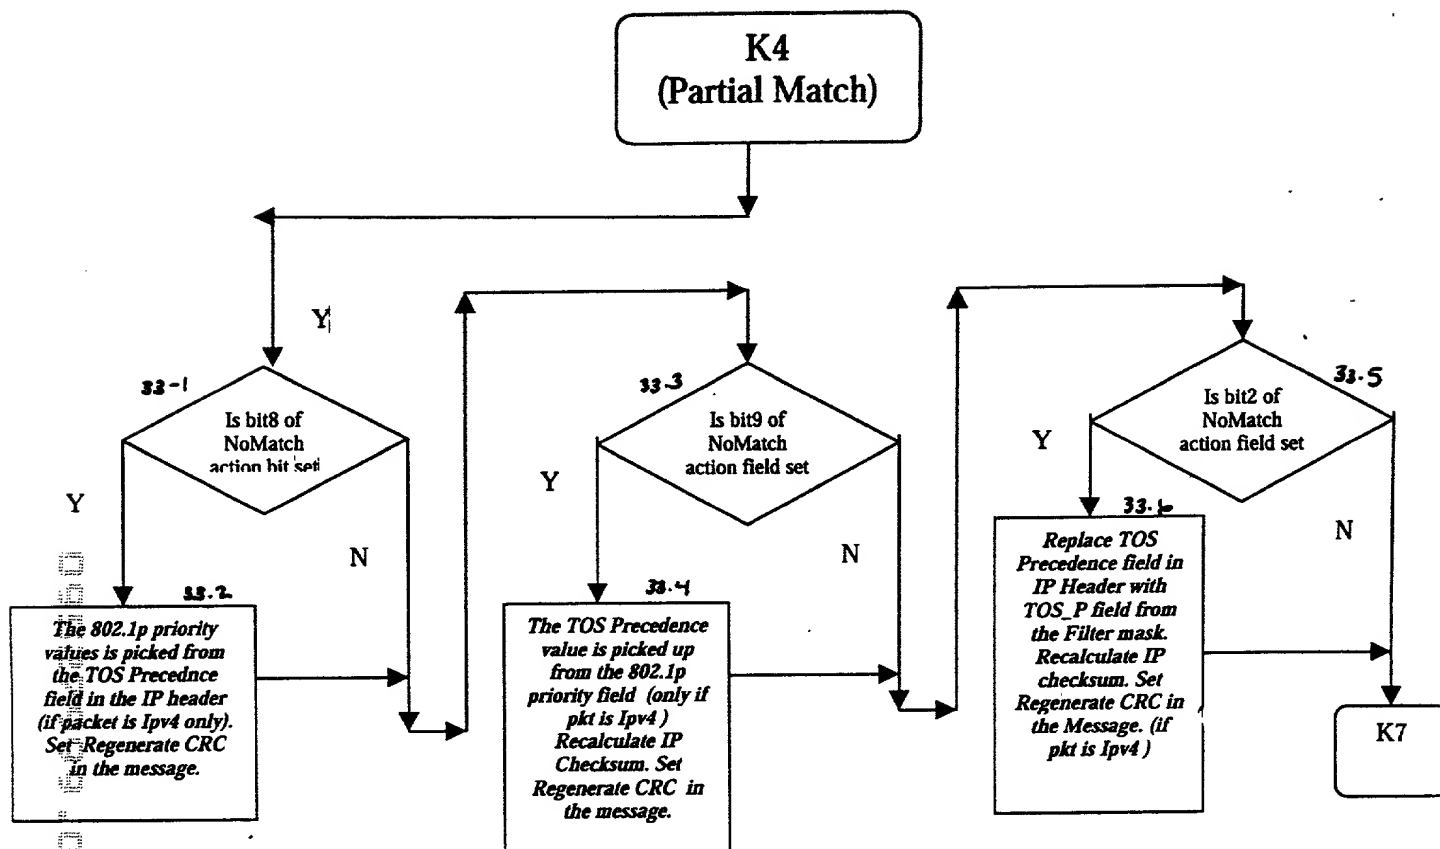 K4
(Partial Match)
Y
33-1
Is bit8 of
NoMatch
action bit set
Y
N
33.2
The 802.1p priority
values is picked from
the TOS Precednce
field in the IP header
(if packet is Ipv4 only).
Set Regenerate CRC
in the message.
33.3
Is bit9 of
NoMatch
action field set
Y
N
33.4
The TOS Precedence
value is picked up
from the 802.1p
priority field (only if
pkt is Ipv4 )
Recalculate IP
Checksum. Set
Regenerate CRC in
the message.
33.5
Is bit2 of
NoMatch
action field set
Y
N
33.6
Replace TOS
Precedence field in
IP Header with
TOS_P field from
the Filter mask.
Recalculate IP
checksum. Set
Regenerate CRC in
the Message. (if
pkt is Ipv4 )
K7